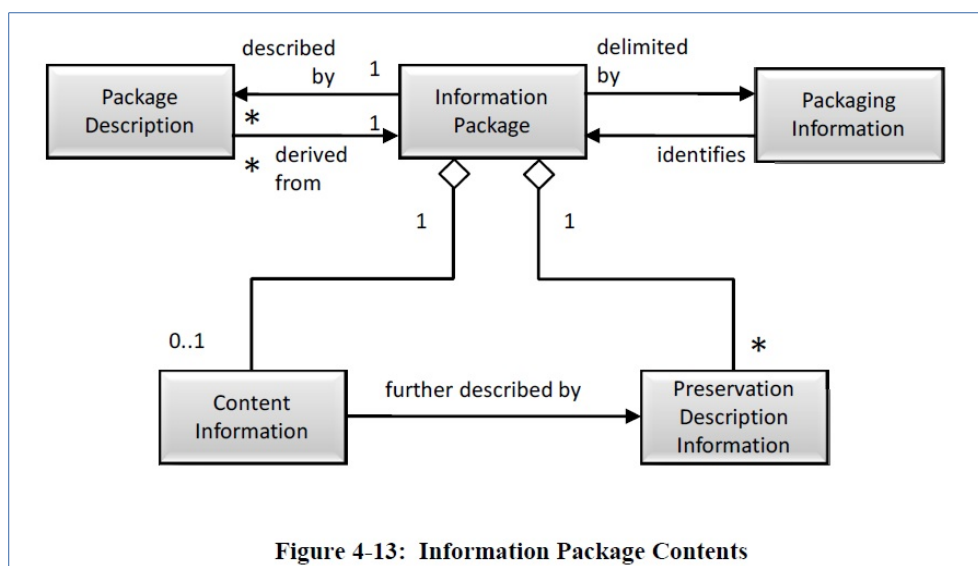 described
by
1
delimited
by
Package
Description
Information
Package
Packaging
Information
*
1
* derived
from
identifies
1
1
0..1
*
Content
Information
further described by
Preservation
Description
Information
Figure 4-13: Information Package Contents